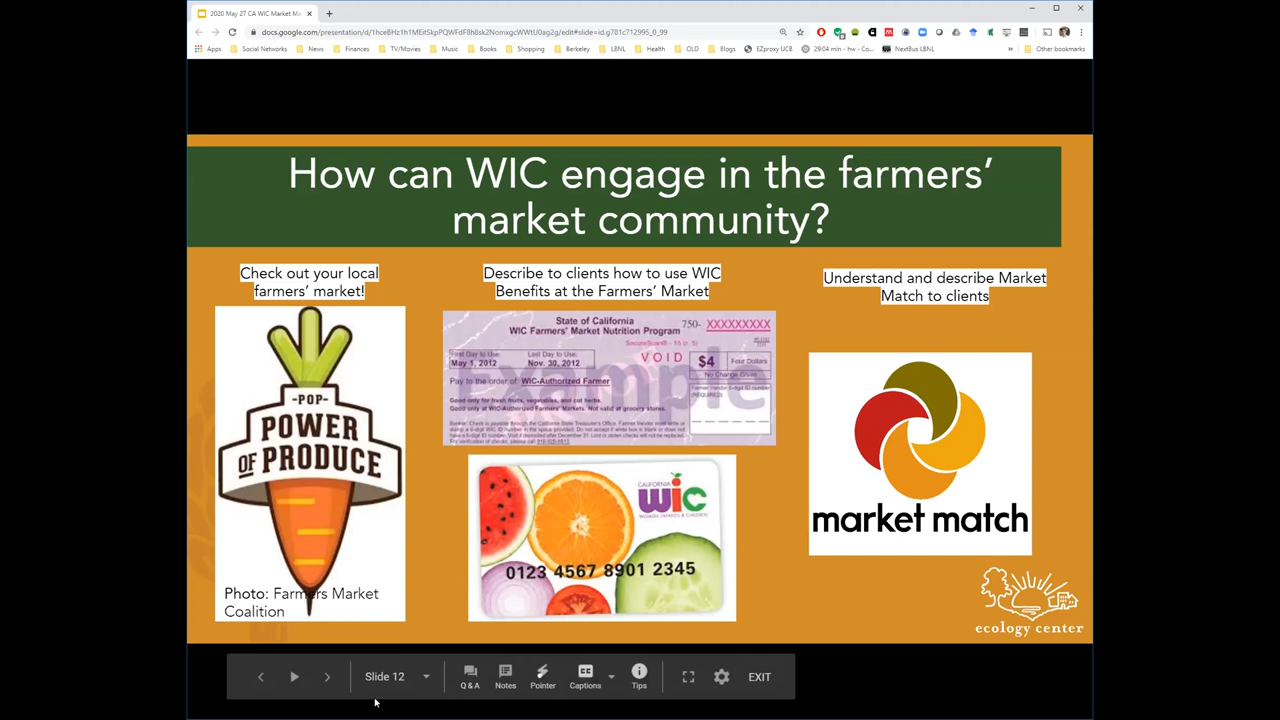 2020 May 27 CA WIC Market M
docs.google.com/presentation/d/1hceBHz1h1MEitSkpPQWFdF8h8sk2NomxgcWWtU0ag2g/edit#slide=id.g781c712995_0_99
Apps Social Networks News Finances TV/Movies Music Books Shopping Berkeley LBNL Health OLD Blogs EZproxy UCB 29:04 min - hw - Co... NextBus LBNL » Other bookmarks
How can WIC engage in the farmers’
market community?
Check out your local
farmers’ market!
-POP-
POWER
OF PRODUCE
Photo: Farmers Market
Coalition
Describe to clients how to use WIC
Benefits at the Farmers’ Market
State of California
WIC Farmers' Market Nutrition Program
750- XXXXXXXXX
First Day to Use: Last Day to Use:
May 1, 2012 Nov. 30, 2012
VOID
$4 Four Dollars
No Change Given
Pay to the order of: WIC-Authorized Farmer
example
Good only for fresh fruits, vegetables, and cut herbs.
Good only at WIC-Authorized Farmers' Markets. Not valid at grocery stores.
CALIFORNIA
wic
WOMEN, INFANTS & CHILDREN
0123 4567 8901 2345
Understand and describe Market
Match to clients
market match
ecology center
Slide 12
Q & A
Notes
Pointer
CC
Captions
Tips
EXIT